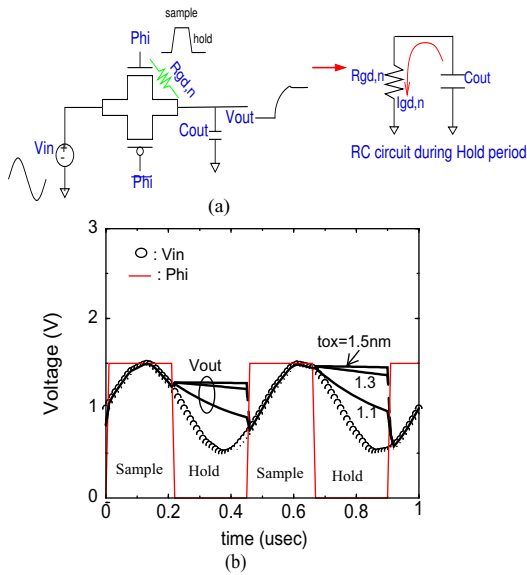 sample
Phi
hold
Rgd,n
Vin
+
-
Cout
Vout
Phi
Rgd,n
Igd,n
Cout
RC circuit during Hold period
(a)
3
2
1
0
Voltage (V)
: Vin
: Phi
Vout
tox=1.5nm
1.3
1.1
Sample
Hold
Sample
Hold
0
0.2
0.4
0.6
0.8
1
time (usec)
(b)